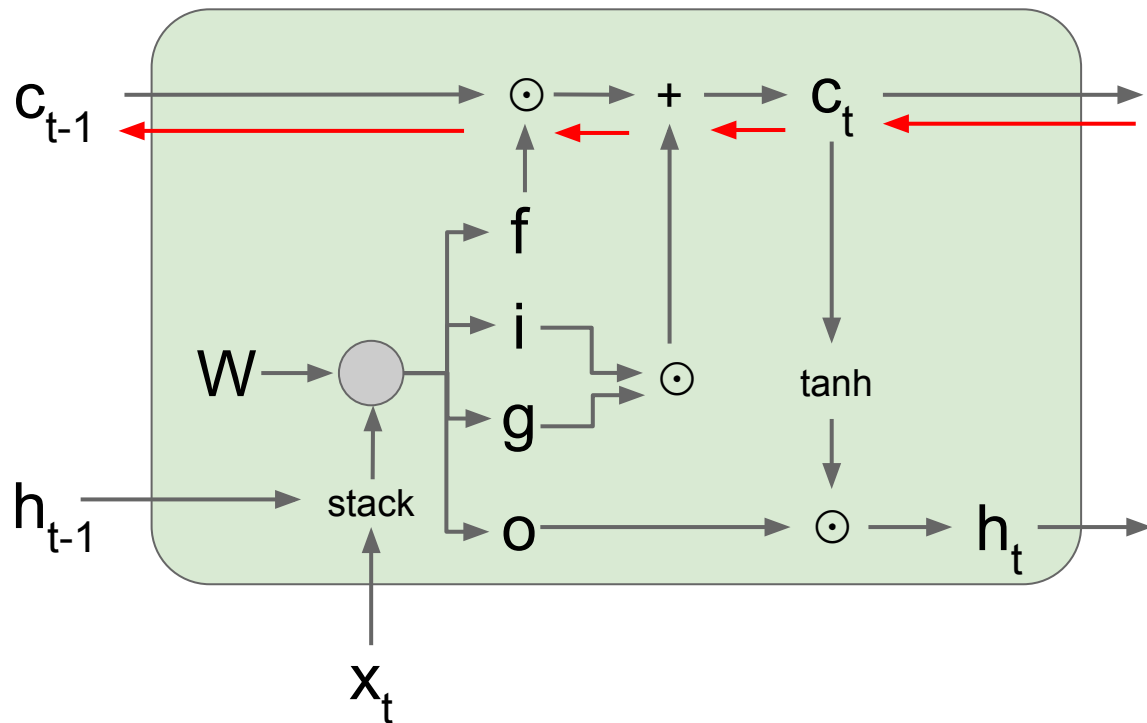 c_{t-1} ⊙ + c_t
f
i
W ⊙ tanh
g
h_{t-1} stack o ⊙ h_t
x_t